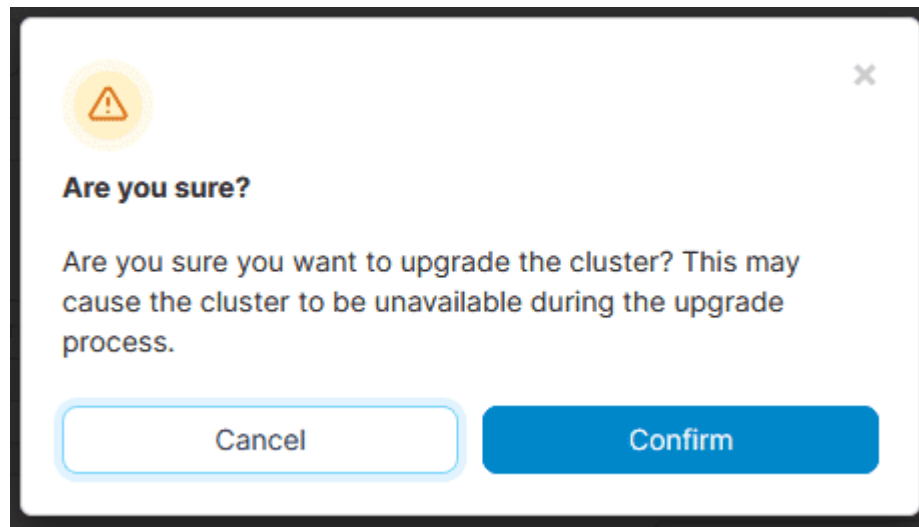 Are you sure?
Are you sure you want to upgrade the cluster? This may
cause the cluster to be unavailable during the upgrade
process.
Cancel
Confirm